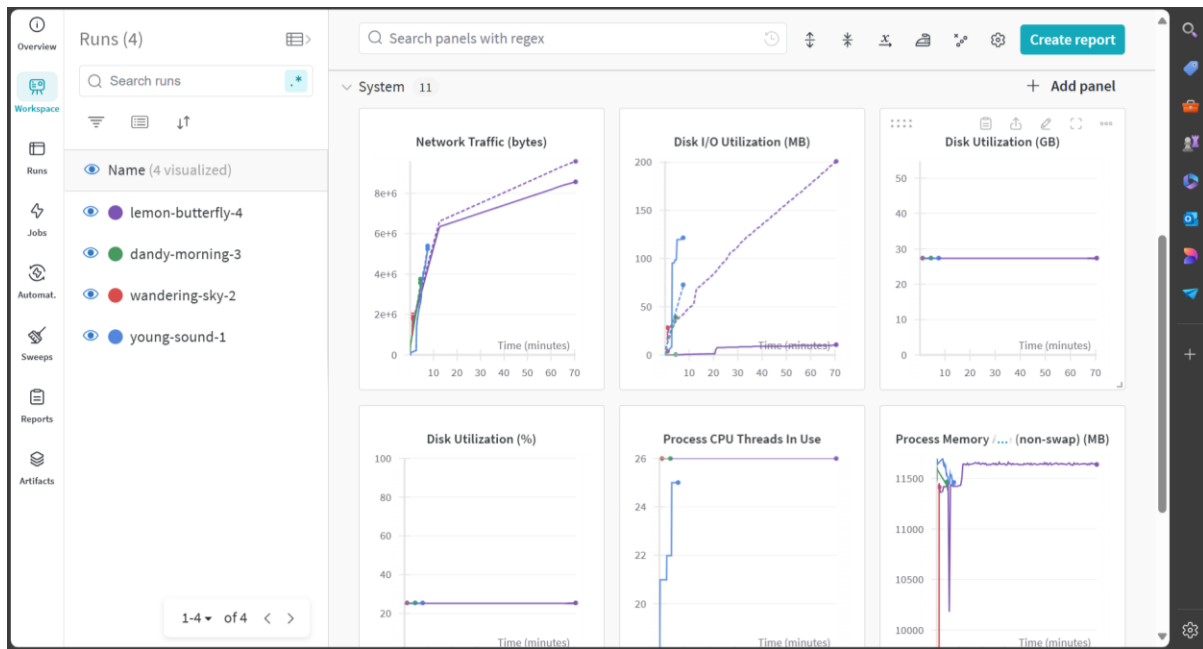 Overview
Workspace
Runs
Jobs
Automat.
Sweeps
Reports
Artifacts
Runs (4)
Search runs
.*
Name (4 visualized)
lemon-butterfly-4
dandy-morning-3
wandering-sky-2
young-sound-1
1-4 of 4
Search panels with regex
Create report
System 11
+ Add panel
Network Traffic (bytes)
8e+6
6e+6
4e+6
2e+6
0
Time (minutes)
10 20 30 40 50 60 70
Disk I/O Utilization (MB)
200
150
100
50
0
Time (minutes)
10 20 30 40 50 60 70
Disk Utilization (GB)
50
40
30
20
10
0
Time (minutes)
10 20 30 40 50 60 70
Disk Utilization (%)
100
80
60
40
20
Time (minutes)
Process CPU Threads In Use
26
24
22
20
Time (minutes)
Process Memory ... (non-swap) (MB)
11500
11000
10500
10000
Time (minutes)